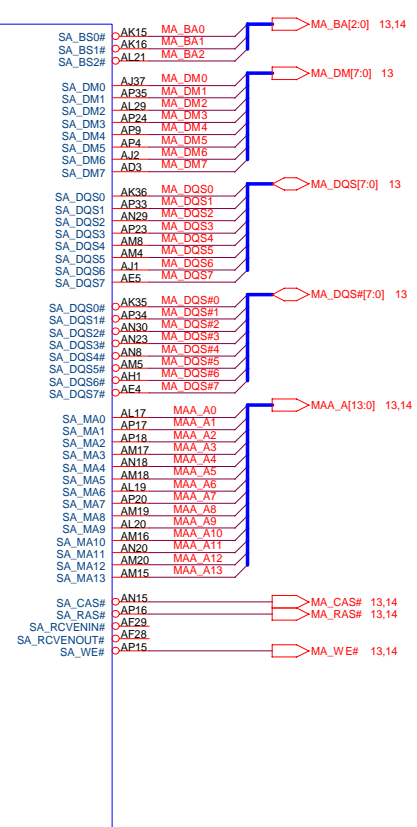 SA_BS0# AK15 MA_BA0 MA_BA[2:0] 13,14
SA_BS1# AK16 MA_BA1
SA_BS2# AL21 MA_BA2
SA_DM0 AJ37 MA_DM0 MA_DM[7:0] 13
SA_DM1 AP35 MA_DM1
SA_DM2 AL29 MA_DM2
SA_DM3 AP24 MA_DM3
SA_DM4 AP9 MA_DM4
SA_DM5 AP4 MA_DM5
SA_DM6 AJ2 MA_DM6
SA_DM7 AD3 MA_DM7
SA_DQS0 AK36 MA_DQS0 MA_DQS[7:0] 13
SA_DQS1 AP33 MA_DQS1
SA_DQS2 AN29 MA_DQS2
SA_DQS3 AP23 MA_DQS3
SA_DQS4 AM8 MA_DQS4
SA_DQS5 AM4 MA_DQS5
SA_DQS6 AJ1 MA_DQS6
SA_DQS7 AE5 MA_DQS7
SA_DQS0# AK35 MA_DQS#0 MA_DQS#[7:0] 13
SA_DQS1# AP34 MA_DQS#1
SA_DQS2# AN30 MA_DQS#2
SA_DQS3# AN23 MA_DQS#3
SA_DQS4# AN8 MA_DQS#4
SA_DQS5# AM5 MA_DQS#5
SA_DQS6# AH1 MA_DQS#6
SA_DQS7# AE4 MA_DQS#7
SA_MA0 AL17 MAA_A0 MAA_A[13:0] 13,14
SA_MA1 AP17 MAA_A1
SA_MA2 AP18 MAA_A2
SA_MA3 AM17 MAA_A3
SA_MA4 AN18 MAA_A4
SA_MA5 AM18 MAA_A5
SA_MA6 AL19 MAA_A6
SA_MA7 AP20 MAA_A7
SA_MA8 AM19 MAA_A8
SA_MA9 AL20 MAA_A9
SA_MA10 AM16 MAA_A10
SA_MA11 AN20 MAA_A11
SA_MA12 AM20 MAA_A12
SA_MA13 AM15 MAA_A13
SA_CAS# AN15 MA_CAS# 13,14
SA_RAS# AP16 MA_RAS# 13,14
SA_RCVENIN# AF29
SA_RCVENOUT# AF28
SA_WE# AP15 MA_WE# 13,14